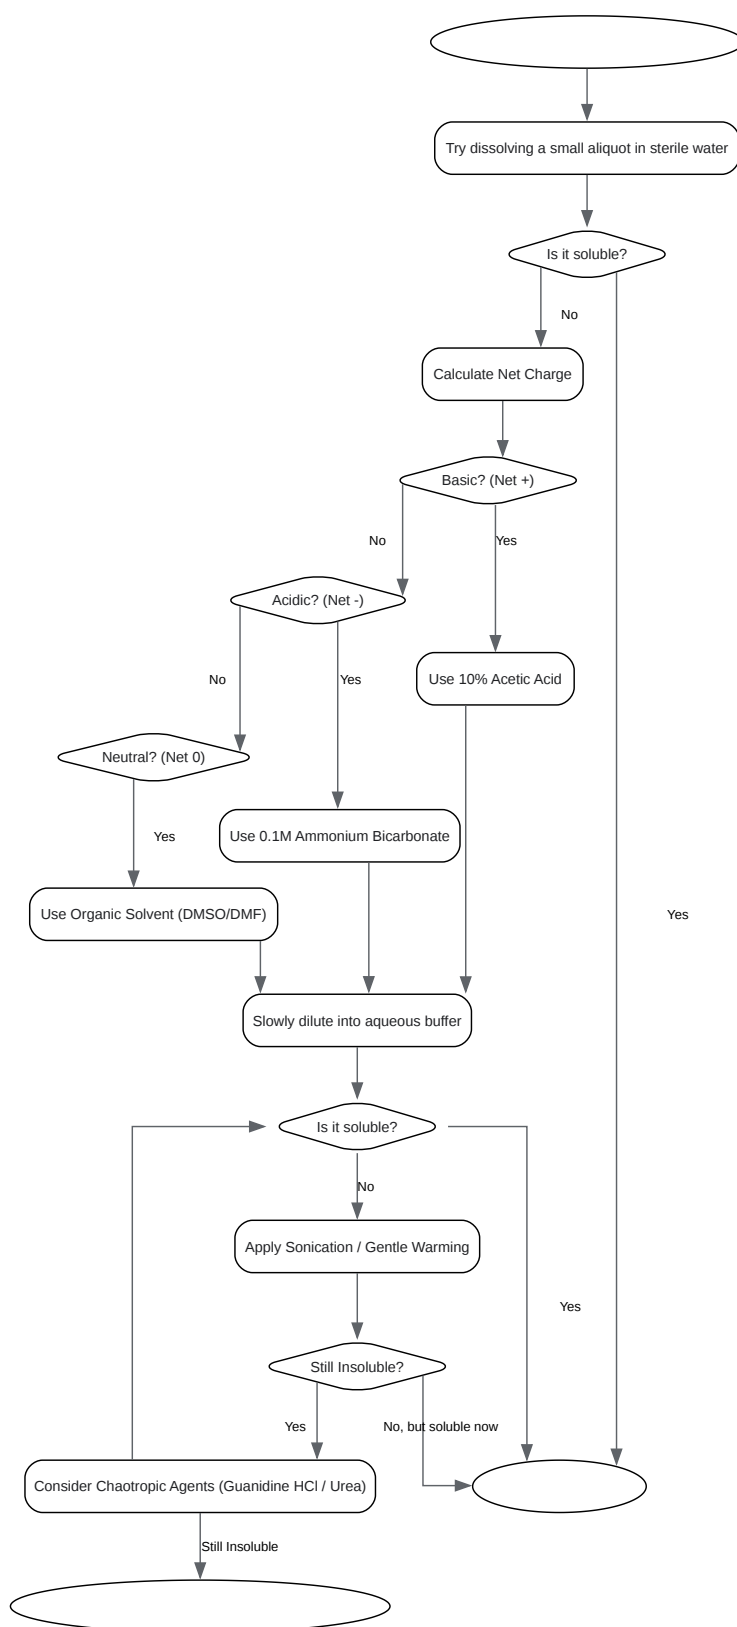 Try dissolving a small aliquot in sterile water
Is it soluble?
No
Calculate Net Charge
Basic? (Net +)
No
Yes
Acidic? (Net -)
No
Yes
Use 10% Acetic Acid
Neutral? (Net 0)
Yes
Use 0.1M Ammonium Bicarbonate
Use Organic Solvent (DMSO/DMF)
Yes
Slowly dilute into aqueous buffer
Is it soluble?
No
Apply Sonication / Gentle Warming
Yes
Still Insoluble?
Yes
No, but soluble now
Consider Chaotropic Agents (Guanidine HCl / Urea)
Still Insoluble